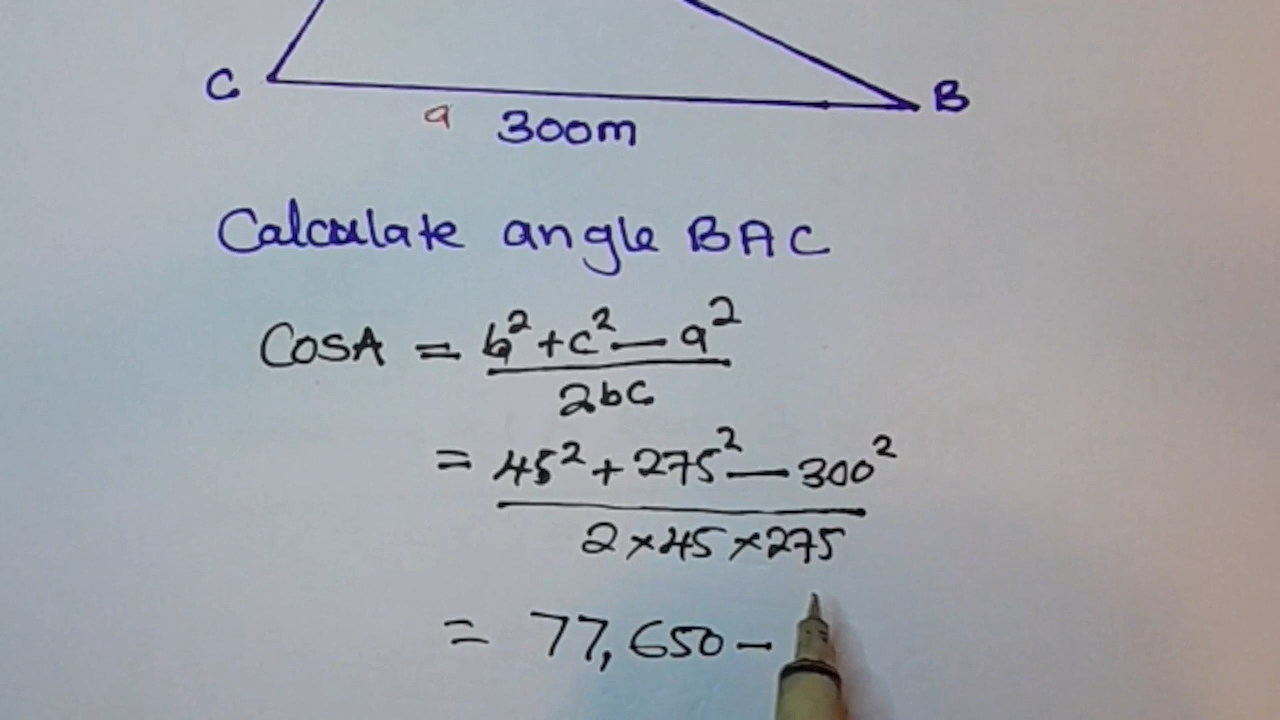 C
B
a 300m
Calculate angle BAC
CosA = b²+c²-a²
2bc
= 45²+275²-300²
2×45×275
= 77,650-